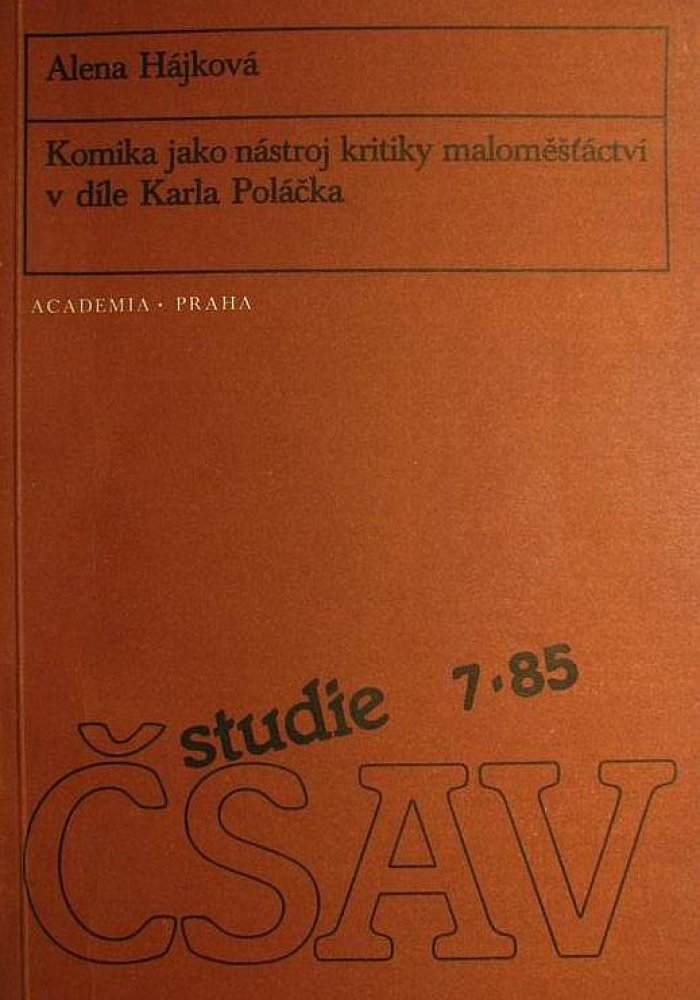 Alena Hájková
Komika jako nástroj kritiky maloměšťáctví
v díle Karla Poláčka
ACADEMIA · PRAHA
studie 7·85
ČSAV